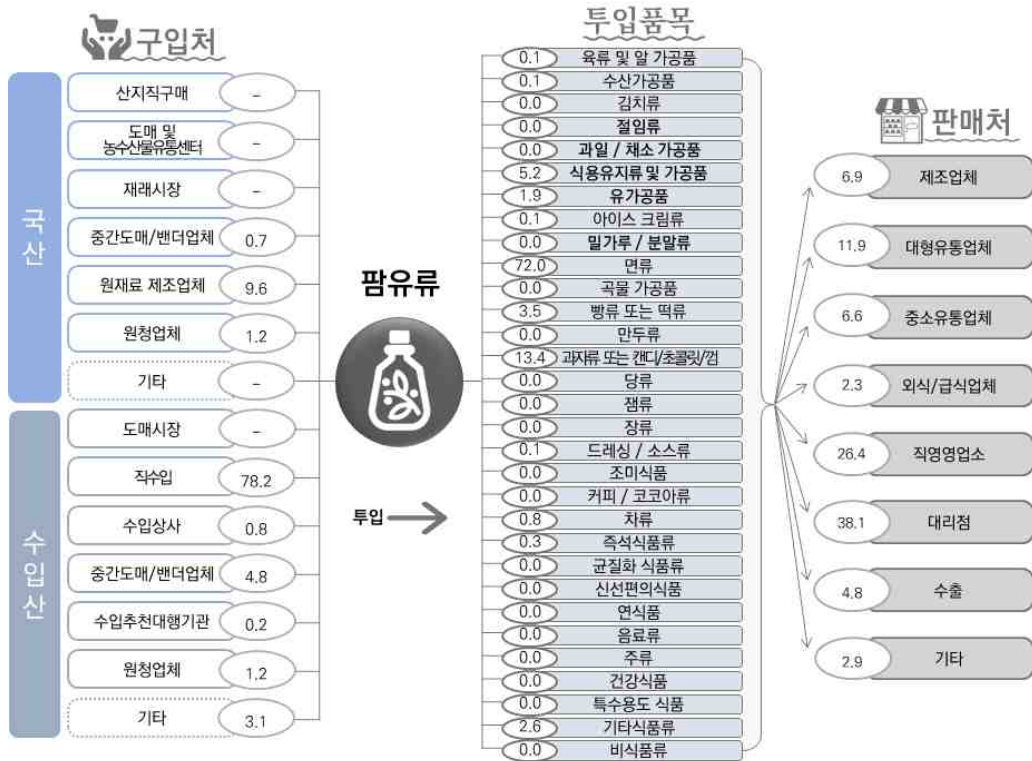 구입처
국산
산지직구매 -
도매 및
농수산물유통센터 -
재래시장 -
중간도매/밴더업체 0.7
원재료 제조업체 9.6
원청업체 1.2
기타 -
수입산
도매시장 -
직수입 78.2
수입상사 0.8
중간도매/밴더업체 4.8
수입추천대행기관 0.2
원청업체 1.2
기타 3.1
팜유류
투입
투입품목
0.1 육류 및 알 가공품
0.1 수산가공품
0.0 김치류
0.0 절임류
0.0 과일 / 채소 가공품
5.2 식용유지류 및 가공품
1.9 유가공품
0.1 아이스 크림류
0.0 밀가루 / 분말류
72.0 면류
0.0 곡물 가공품
3.5 빵류 또는 떡류
0.0 만두류
13.4 과자류 또는 캔디/초콜릿/껌
0.0 당류
0.0 잼류
0.0 장류
0.1 드레싱 / 소스류
0.0 조미식품
0.0 커피 / 코코아류
0.8 차류
0.3 즉석식품류
0.0 균질화 식품류
0.0 신선편의식품
0.0 연식품
0.0 음료류
0.0 주류
0.0 건강식품
0.0 특수용도 식품
2.6 기타식품류
0.0 비식품류
판매처
6.9 제조업체
11.9 대형유통업체
6.6 중소유통업체
2.3 외식/급식업체
26.4 직영영업소
38.1 대리점
4.8 수출
2.9 기타